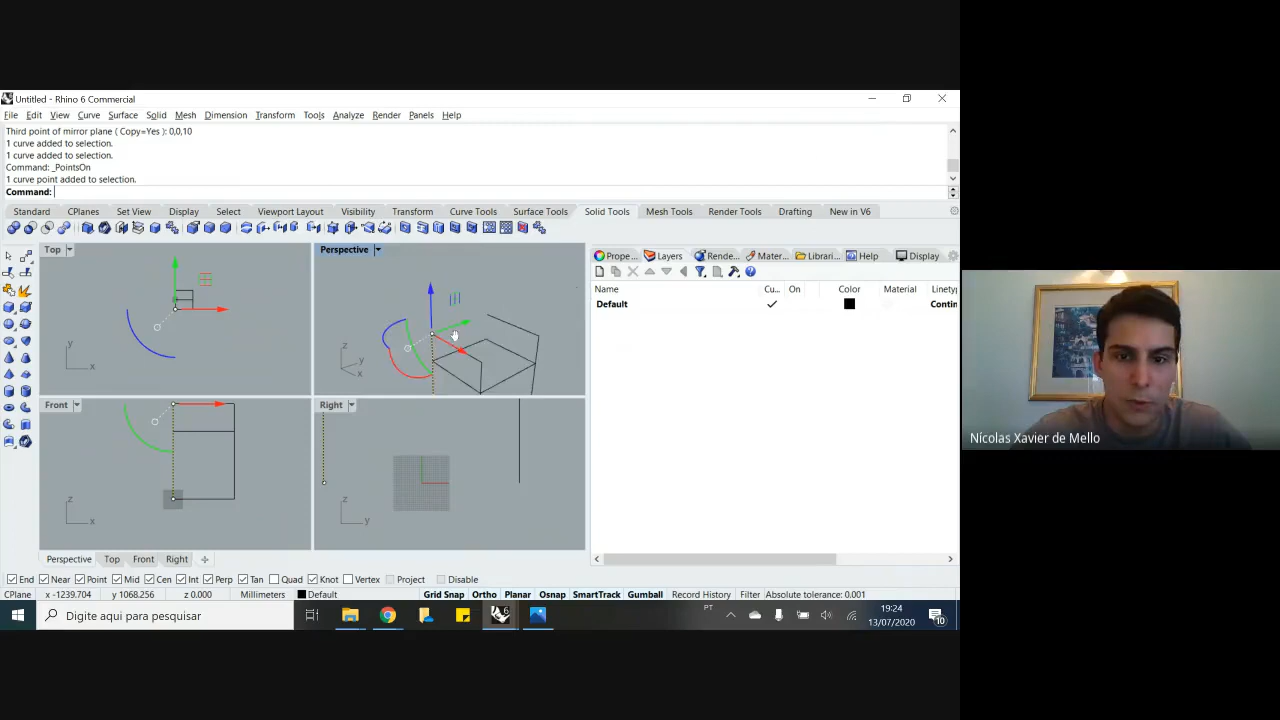 Untitled - Rhino 6 Commercial
File Edit View Curve Surface Solid Mesh Dimension Transform Tools Analyze Render Panels Help
Third point of mirror plane ( Copy=Yes ): 0,0,10
1 curve added to selection.
1 curve added to selection.
Command: _PointsOn
1 curve point added to selection.
Command:
Standard CPlanes Set View Display Select Viewport Layout Visibility Transform Curve Tools Surface Tools Solid Tools Mesh Tools Render Tools Drafting New in V6
Top Perspective Prope... Layers Rende... Mater... Librari... Help Display
Name Cu... On Color Material Linety
Default Contin
y x z y x
Front Right
z x z y
Nícolas Xavier de Mello
Perspective Top Front Right
End Near Point Mid Cen Int Perp Tan Quad Knot Vertex Project Disable
CPlane x -1239.704 y 1068.256 z 0.000 Millimeters Default Grid Snap Ortho Planar Osnap SmartTrack Gumball Record History Filter Absolute tolerance: 0.001
Digite aqui para pesquisar PT 19:24
13/07/2020 10